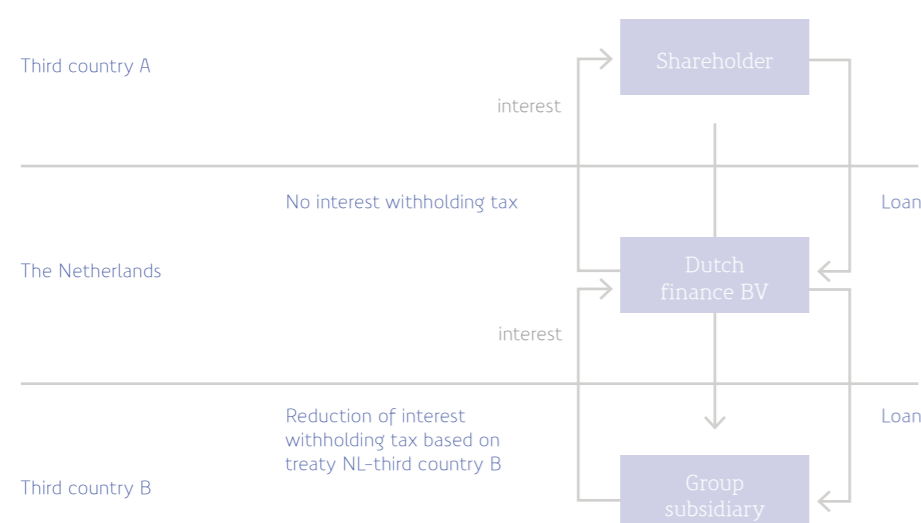 Third country A
Shareholder
interest
No interest withholding tax
Loan
The Netherlands
Dutch
finance BV
interest
Reduction of interest
withholding tax based on
treaty NL-third country B
Loan
Third country B
Group
subsidiary